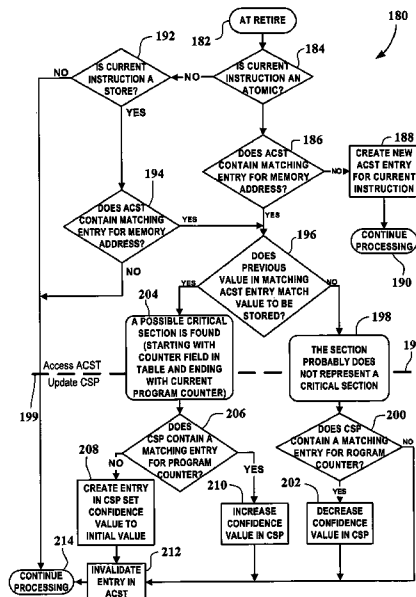 192
AT RETIRE
182
180
184
IS CURRENT
INSTRUCTION A
STORE?
NO
IS CURRENT
INSTRUCTION AN
ATOMIC?
NO
YES
186
188
DOES ACST
CONTAIN MATCHING
ENTRY FOR MEMORY
ADDRESS?
NO
CREATE NEW
ACST ENTRY
FOR CURRENT
INSTRUCTION
194
DOES ACST
CONTAIN MATCHING
ENTRY FOR MEMORY
ADDRESS?
YES
YES
196
CONTINUE
PROCESSING
190
NO
DOES
PREVIOUS
VALUE IN MATCHING
ACST ENTRY MATCH
VALUE TO BE
STORED?
YES
NO
204
198
A POSSIBLE CRITICAL
SECTION IS FOUND
(STARTING WITH
COUNTER FIELD IN
TABLE AND ENDING
WITH CURRENT
PROGRAM COUNTER)
THE SECTION
PROBABLY DOES
NOT REPRESENT A
CRITICAL SECTION
Access ACST
Update CSP
199
206
200
DOES
CSP CONTAIN A
MATCHING ENTRY
FOR PROGRAM
COUNTER?
DOES CSP
CONTAIN A MATCHING
ENTRY FOR ROGRAM
COUNTER?
208
NO
YES
NO
YES
CREATE ENTRY
IN CSP SET
CONFIDENCE
VALUE TO
INITIAL VALUE
210
INCREASE
CONFIDENCE
VALUE IN CSP
202
DECREASE
CONFIDENCE
VALUE IN CSP
214
212
CONTINUE
PROCESSING
INVALIDATE
ENTRY IN
ACST